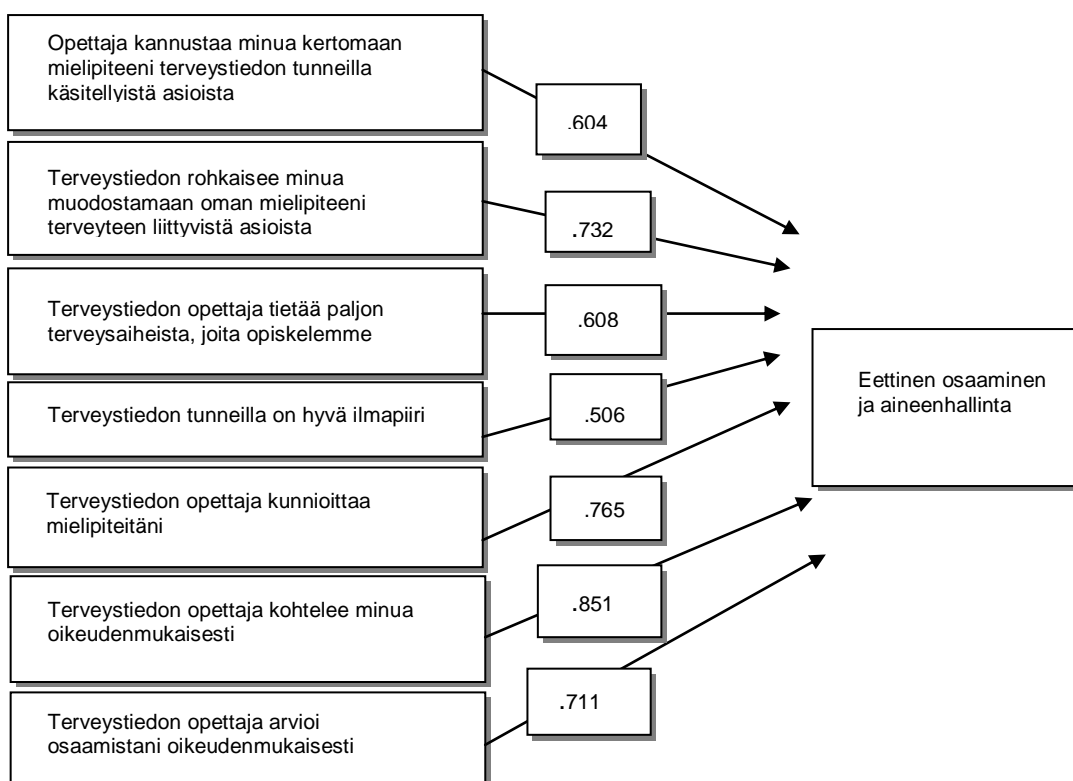 Opettaja kannustaa minua kertomaan
mielipiteeni terveystiedon tunneilla
käsitellyistä asioista
.604
Terveystiedon rohkaisee minua
muodostamaan oman mielipiteeni
terveyteen liittyvistä asioista
.732
Terveystiedon opettaja tietää paljon
terveysaiheista, joita opiskelemme
.608
Terveystiedon tunneilla on hyvä ilmapiiri
.506
Terveystiedon opettaja kunnioittaa
mielipiteitäni
.765
Terveystiedon opettaja kohtelee minua
oikeudenmukaisesti
.851
Terveystiedon opettaja arvioi
osaamistani oikeudenmukaisesti
.711
Eettinen osaaminen
ja aineenhallinta